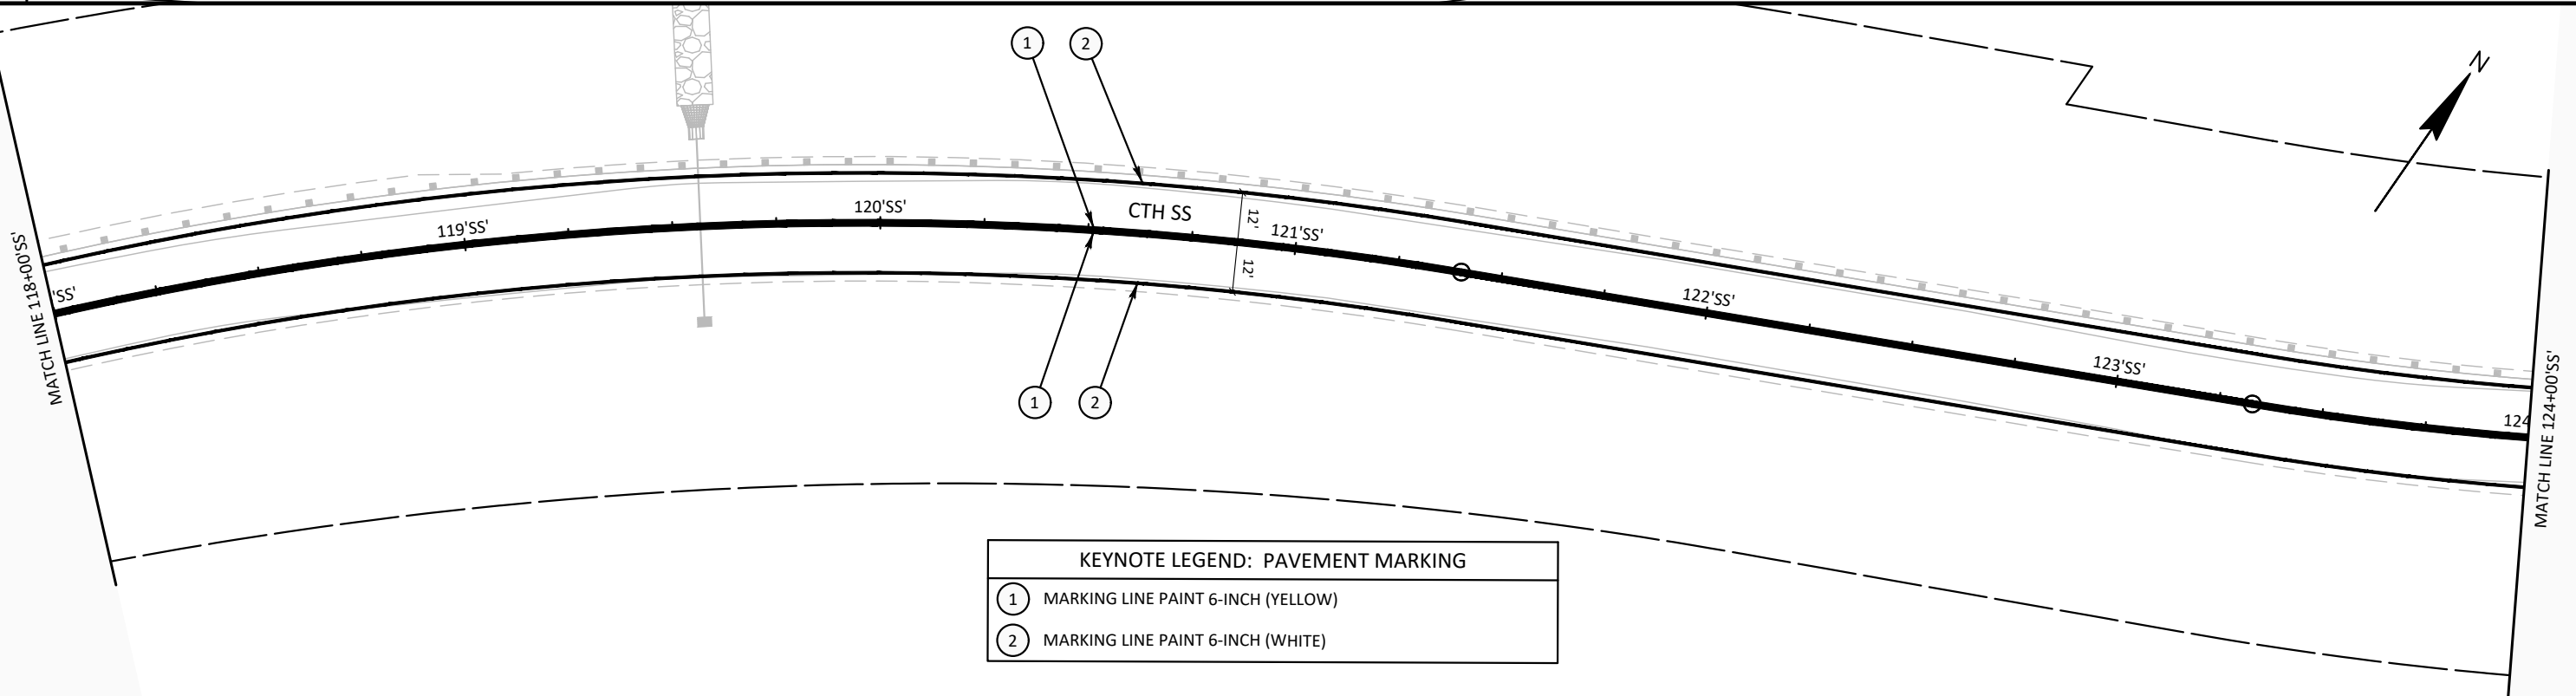 N
1
2
120'SS'
CTH SS
12'
119'SS'
121'SS'
12'
'SS'
122'SS'
MATCH LINE 118+00'SS'
123'SS'
1
2
124
MATCH LINE 124+00'SS'
KEYNOTE LEGEND: PAVEMENT MARKING
1 MARKING LINE PAINT 6-INCH (YELLOW)
2 MARKING LINE PAINT 6-INCH (WHITE)